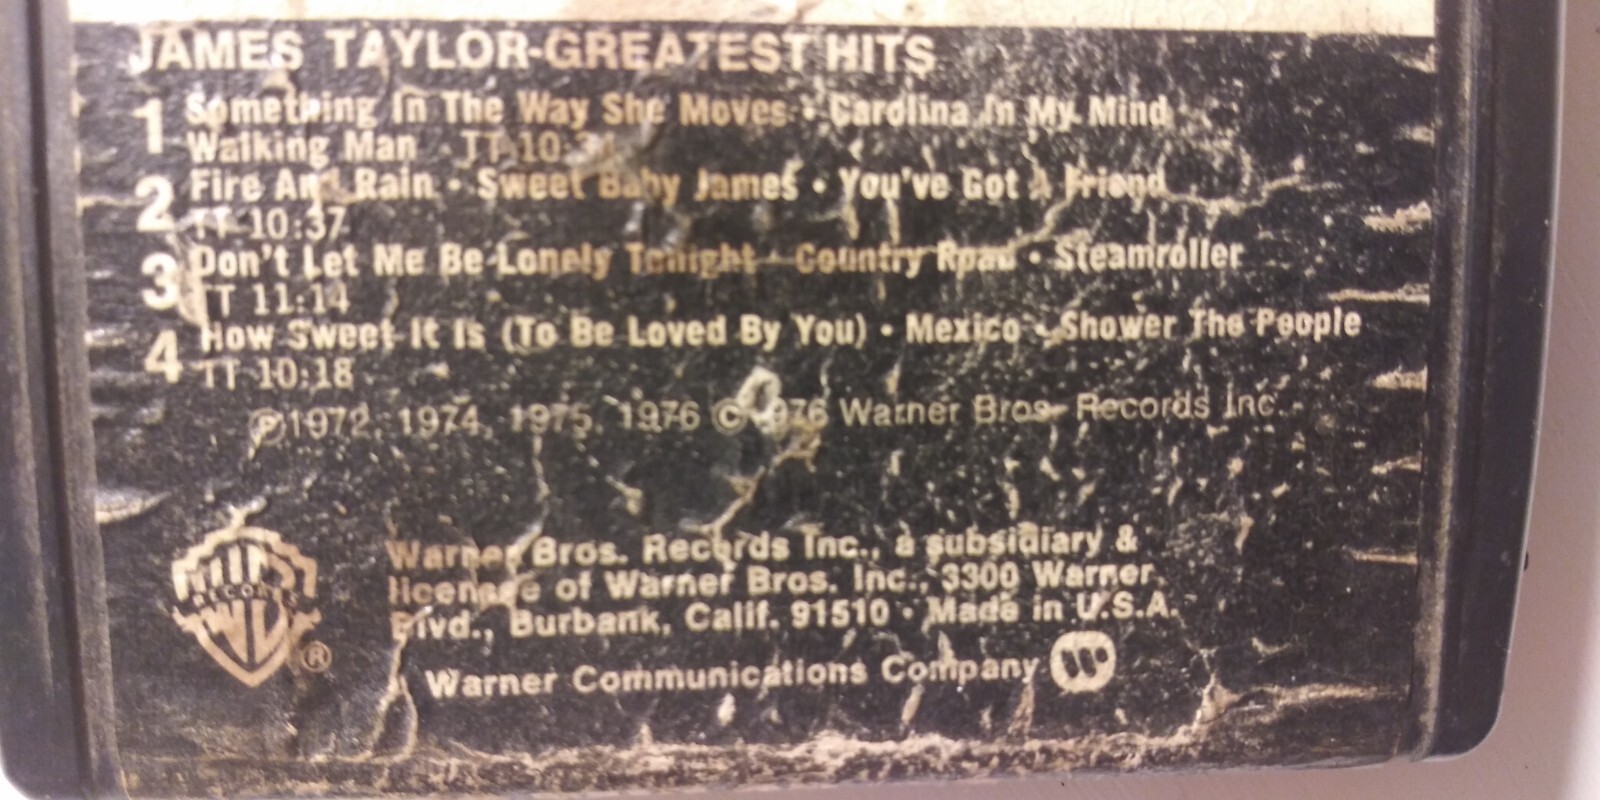 JAMES TAYLOR-GREATEST HITS
1 Something In The Way She Moves • Carolina In My Mind
Walking Man TT 10:
2 Fire And Rain • Sweet Baby James • You've Got A Friend
TT 10:37
3 Don't Let Me Be Lonely Tonight • Country Road • Steamroller
TT 11:14
4 How Sweet It Is (To Be Loved By You) • Mexico • Shower The People
TT 10:18
℗1972, 1974, 1975, 1976 © 1976 Warner Bros. Records Inc.
RECORDS
Warner Bros. Records Inc., a subsidiary &
licensee of Warner Bros. Inc., 3300 Warner
Blvd., Burbank, Calif. 91510 • Made in U.S.A.
®
Warner Communications Company